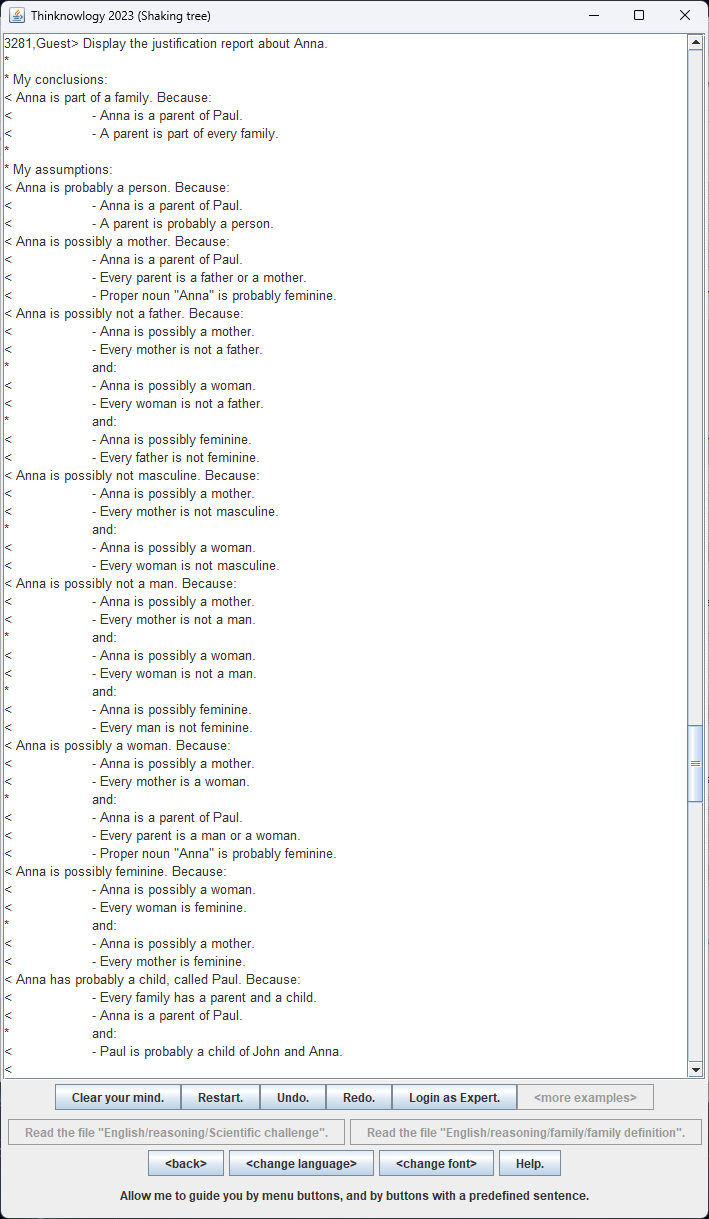 Thinknowlogy 2023 (Shaking tree)
3281,Guest> Display the justification report about Anna.
*
* My conclusions:
< Anna is part of a family. Because:
< - Anna is a parent of Paul.
< - A parent is part of every family.
*
* My assumptions:
< Anna is probably a person. Because:
< - Anna is a parent of Paul.
< - A parent is probably a person.
< Anna is possibly a mother. Because:
< - Anna is a parent of Paul.
< - Every parent is a father or a mother.
< - Proper noun "Anna" is probably feminine.
< Anna is possibly not a father. Because:
< - Anna is possibly a mother.
< - Every mother is not a father.
* and:
< - Anna is possibly a woman.
< - Every woman is not a father.
* and:
< - Anna is possibly feminine.
< - Every father is not feminine.
< Anna is possibly not masculine. Because:
< - Anna is possibly a mother.
< - Every mother is not masculine.
* and:
< - Anna is possibly a woman.
< - Every woman is not masculine.
< Anna is possibly not a man. Because:
< - Anna is possibly a mother.
< - Every mother is not a man.
* and:
< - Anna is possibly a woman.
< - Every woman is not a man.
* and:
< - Anna is possibly feminine.
< - Every man is not feminine.
< Anna is possibly a woman. Because:
< - Anna is possibly a mother.
< - Every mother is a woman.
* and:
< - Anna is a parent of Paul.
< - Every parent is a man or a woman.
< - Proper noun "Anna" is probably feminine.
< Anna is possibly feminine. Because:
< - Anna is possibly a woman.
< - Every woman is feminine.
* and:
< - Anna is possibly a mother.
< - Every mother is feminine.
< Anna has probably a child, called Paul. Because:
< - Every family has a parent and a child.
< - Anna is a parent of Paul.
* and:
< - Paul is probably a child of John and Anna.
<
Clear your mind. Restart. Undo. Redo. Login as Expert. <more examples>
Read the file "English/reasoning/Scientific challenge". Read the file "English/reasoning/family/family definition".
<back> <change language> <change font> Help.
Allow me to guide you by menu buttons, and by buttons with a predefined sentence.